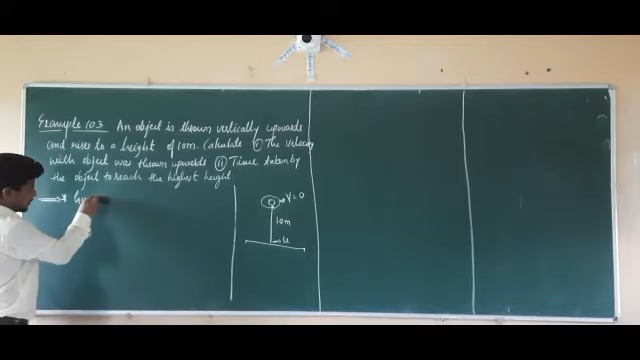 Example 10.3 An object is thrown vertically upwards
and rises to a height of 10m. Calculate (i) The velocity
with object was thrown upwards (ii) Time taken by
the object to reach the highest height.
V=0
10m
u